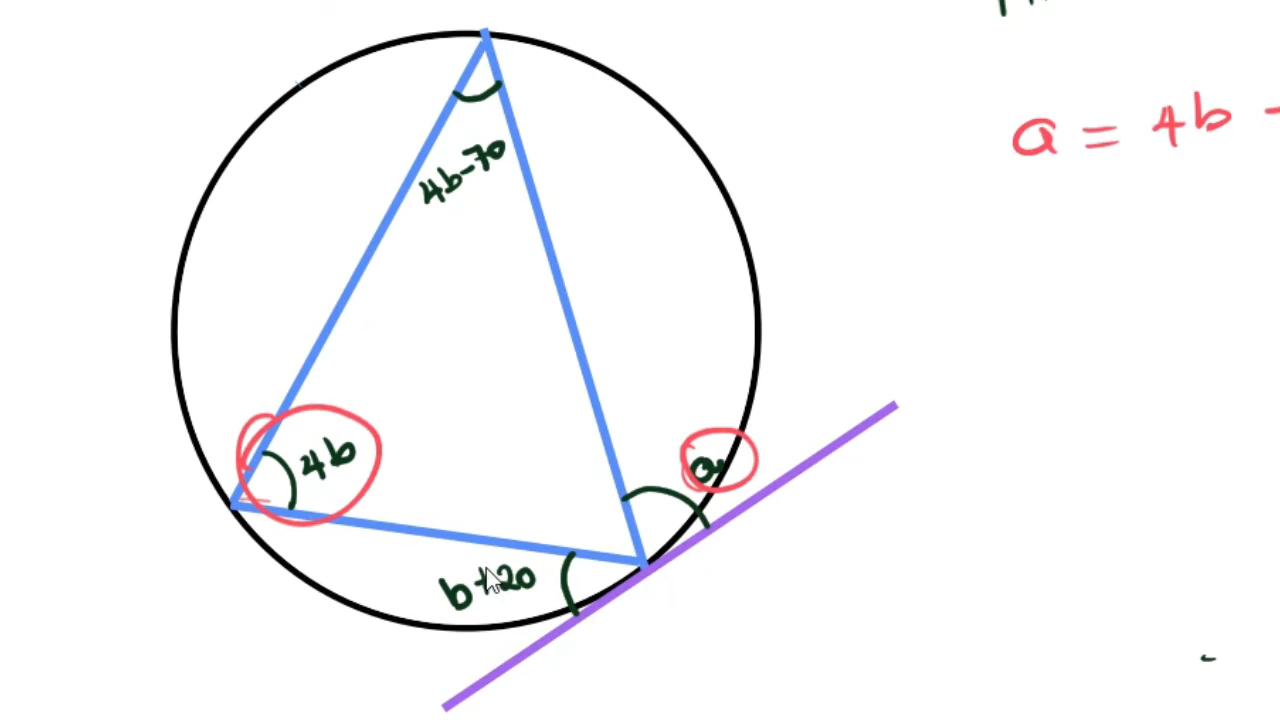 a = 4b -
4b-70
4b
a
b+20